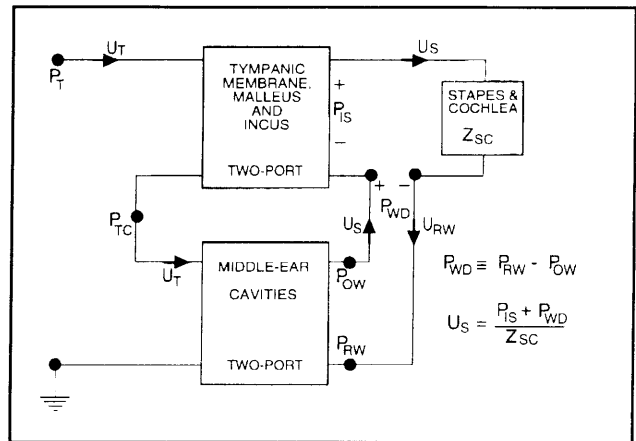 U_T
P_T
TYMPANIC
MEMBRANE,
MALLEUS
AND
INCUS
TWO-PORT
+
P_IS
−
U_S
STAPES &
COCHLEA
Z_SC
P_TC
U_T
+ −
P_WD
U_S
U_RW
MIDDLE-EAR
CAVITIES
TWO-PORT
P_OW
P_RW
P_WD ≡ P_RW - P_OW
U_S = (P_IS + P_WD) / Z_SC